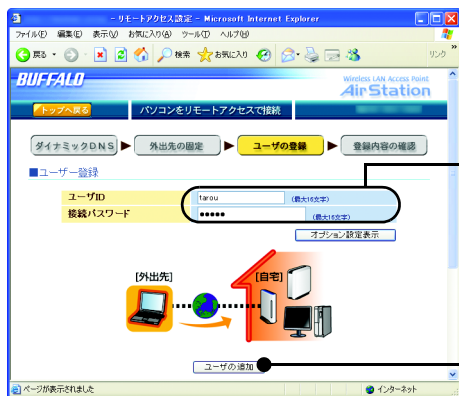 - リモートアクセス設定 - Microsoft Internet Explorer
ファイル(F) 編集(E) 表示(V) お気に入り(A) ツール(T) ヘルプ(H)
戻る 検索 お気に入り リンク »
BUFFALO
Wireless LAN Access Point
AirStation
トップへ戻る パソコンをリモートアクセスで接続
ダイナミックDNS 外出先の固定 ユーザの登録 登録内容の確認
■ユーザー登録
ユーザID tarou (最大16文字)
接続パスワード ●●●●● (最大16文字)
オプション設定表示
[外出先] [自宅]
ユーザの追加
ページが表示されました インターネット